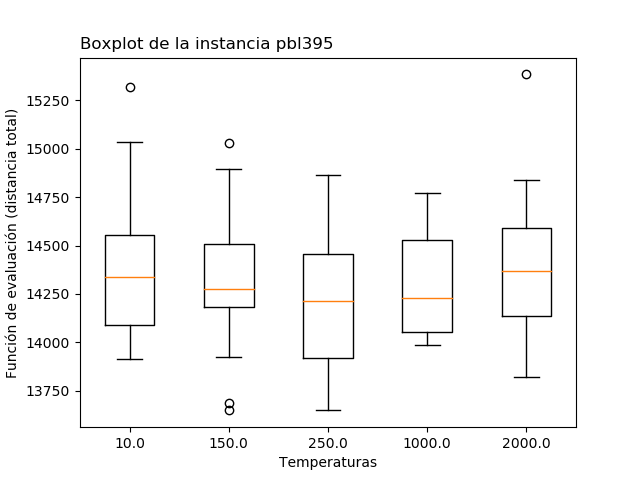 Boxplot de la instancia pbl395
Función de evaluación (distancia total)
15250
15000
14750
14500
14250
14000
13750
10.0 150.0 250.0 1000.0 2000.0
Temperaturas